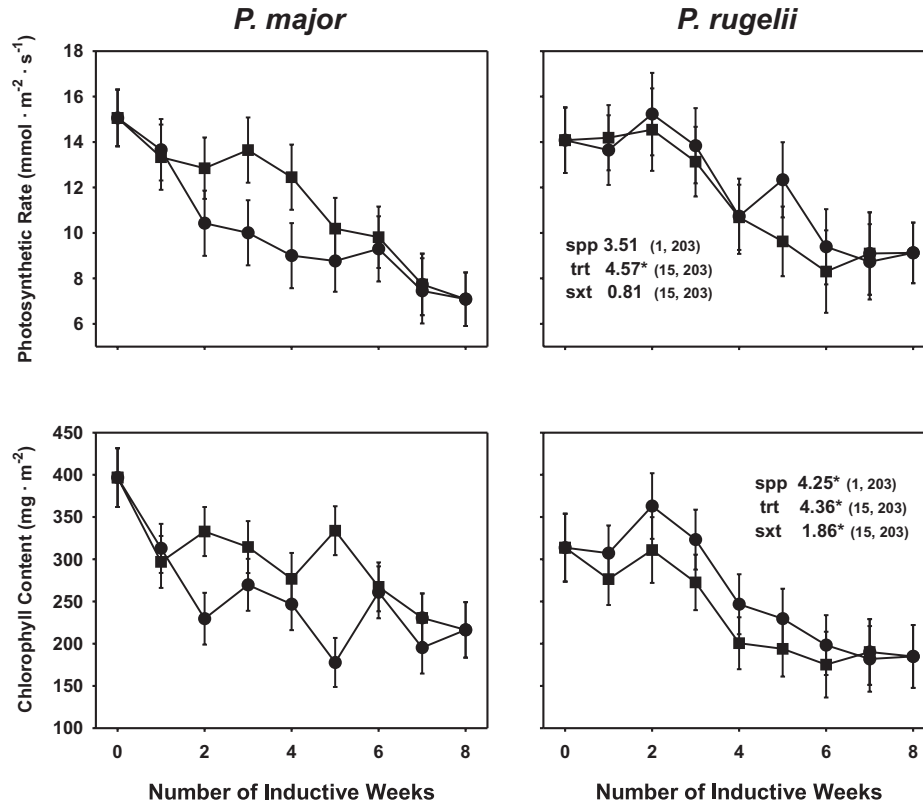 P. major
P. rugelii
Photosynthetic Rate (mmol · m-2 · s-1)
18
16
14
12
10
8
6
spp 3.51 (1, 203)
trt 4.57* (15, 203)
sxt 0.81 (15, 203)
Chlorophyll Content (mg · m-2)
450
400
350
300
250
200
150
100
spp 4.25* (1, 203)
trt 4.36* (15, 203)
sxt 1.86* (15, 203)
0 2 4 6 8
0 2 4 6 8
Number of Inductive Weeks
Number of Inductive Weeks